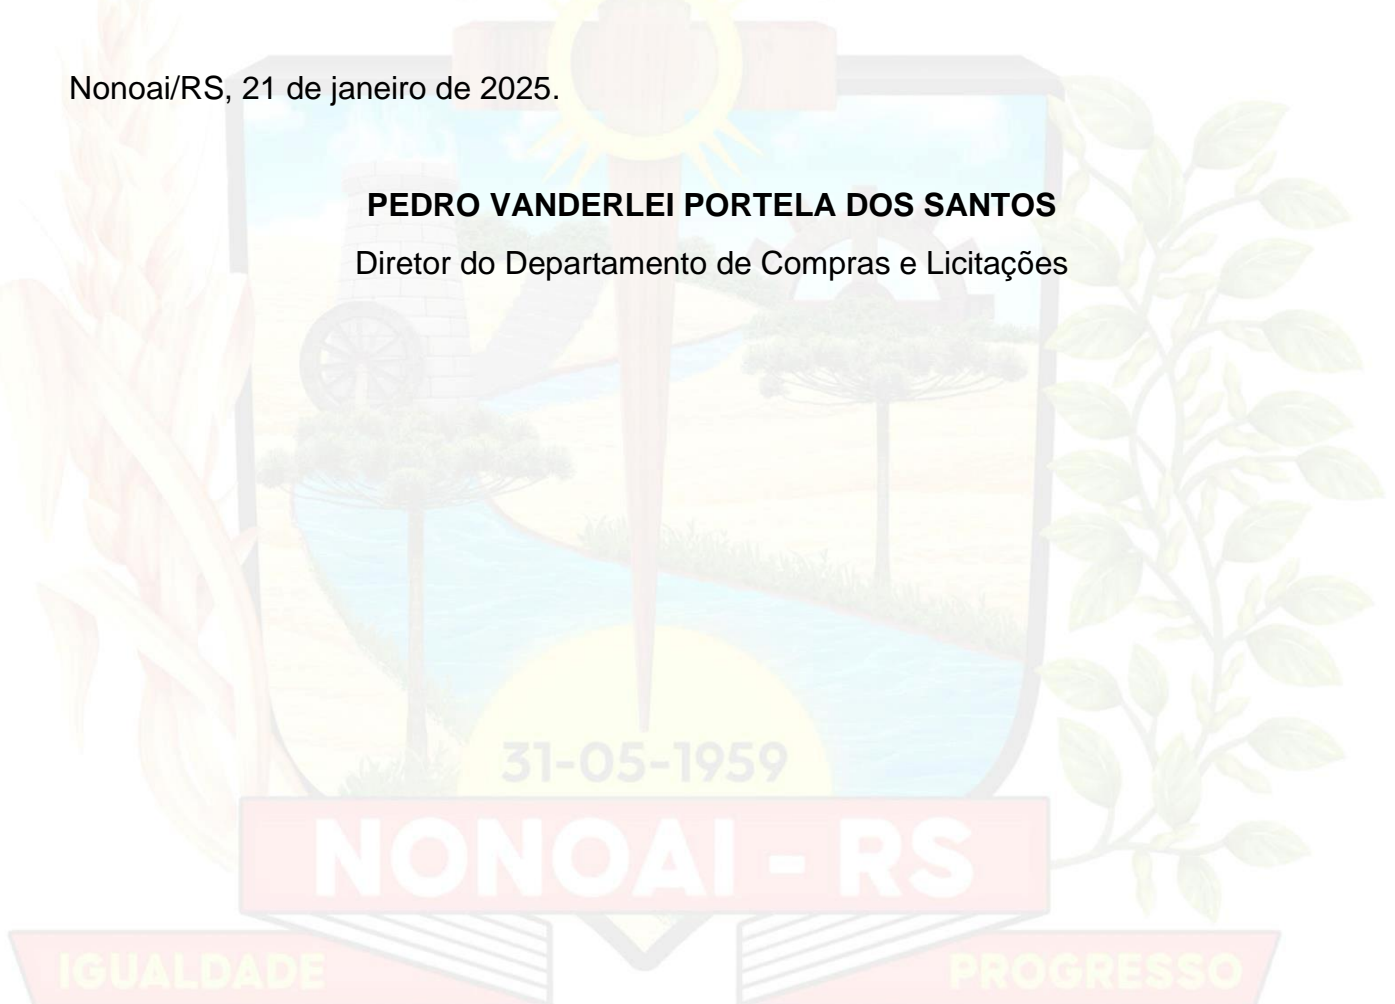 Nonoai/RS, 21 de janeiro de 2025.
PEDRO VANDERLEI PORTELA DOS SANTOS
Diretor do Departamento de Compras e Licitações
31-05-1959
NONOAI - RS
IGUALDADE
PROGRESSO